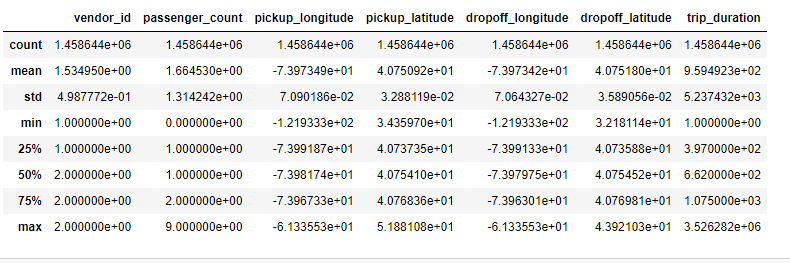 vendor_id passenger_count pickup_longitude pickup_latitude dropoff_longitude dropoff_latitude trip_duration
count 1.458644e+06 1.458644e+06 1.458644e+06 1.458644e+06 1.458644e+06 1.458644e+06 1.458644e+06
mean 1.534950e+00 1.664530e+00 -7.397349e+01 4.075092e+01 -7.397342e+01 4.075180e+01 9.594923e+02
std 4.987772e-01 1.314242e+00 7.090186e-02 3.288119e-02 7.064327e-02 3.589056e-02 5.237432e+03
min 1.000000e+00 0.000000e+00 -1.219333e+02 3.435970e+01 -1.219333e+02 3.218114e+01 1.000000e+00
25% 1.000000e+00 1.000000e+00 -7.399187e+01 4.073735e+01 -7.399133e+01 4.073588e+01 3.970000e+02
50% 2.000000e+00 1.000000e+00 -7.398174e+01 4.075410e+01 -7.397975e+01 4.075452e+01 6.620000e+02
75% 2.000000e+00 2.000000e+00 -7.396733e+01 4.076836e+01 -7.396301e+01 4.076981e+01 1.075000e+03
max 2.000000e+00 9.000000e+00 -6.133553e+01 5.188108e+01 -6.133553e+01 4.392103e+01 3.526282e+06